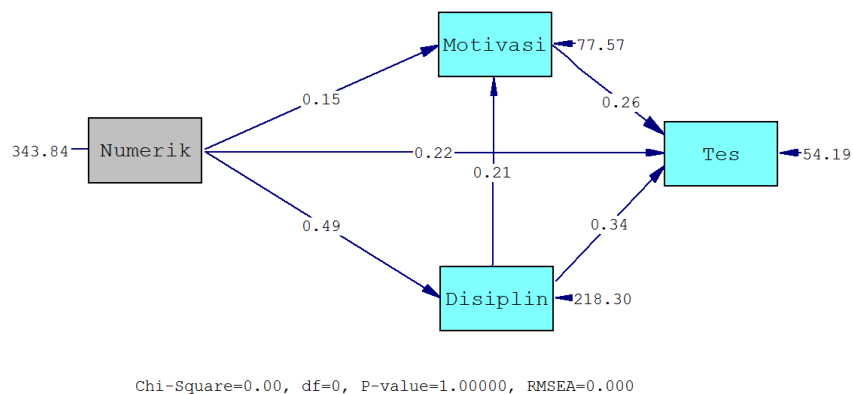 Motivasi
77.57
0.15
0.26
343.84
Numerik
0.22
0.21
Tes
54.19
0.49
0.34
Disiplin
218.30
Chi-Square=0.00, df=0, P-value=1.00000, RMSEA=0.000